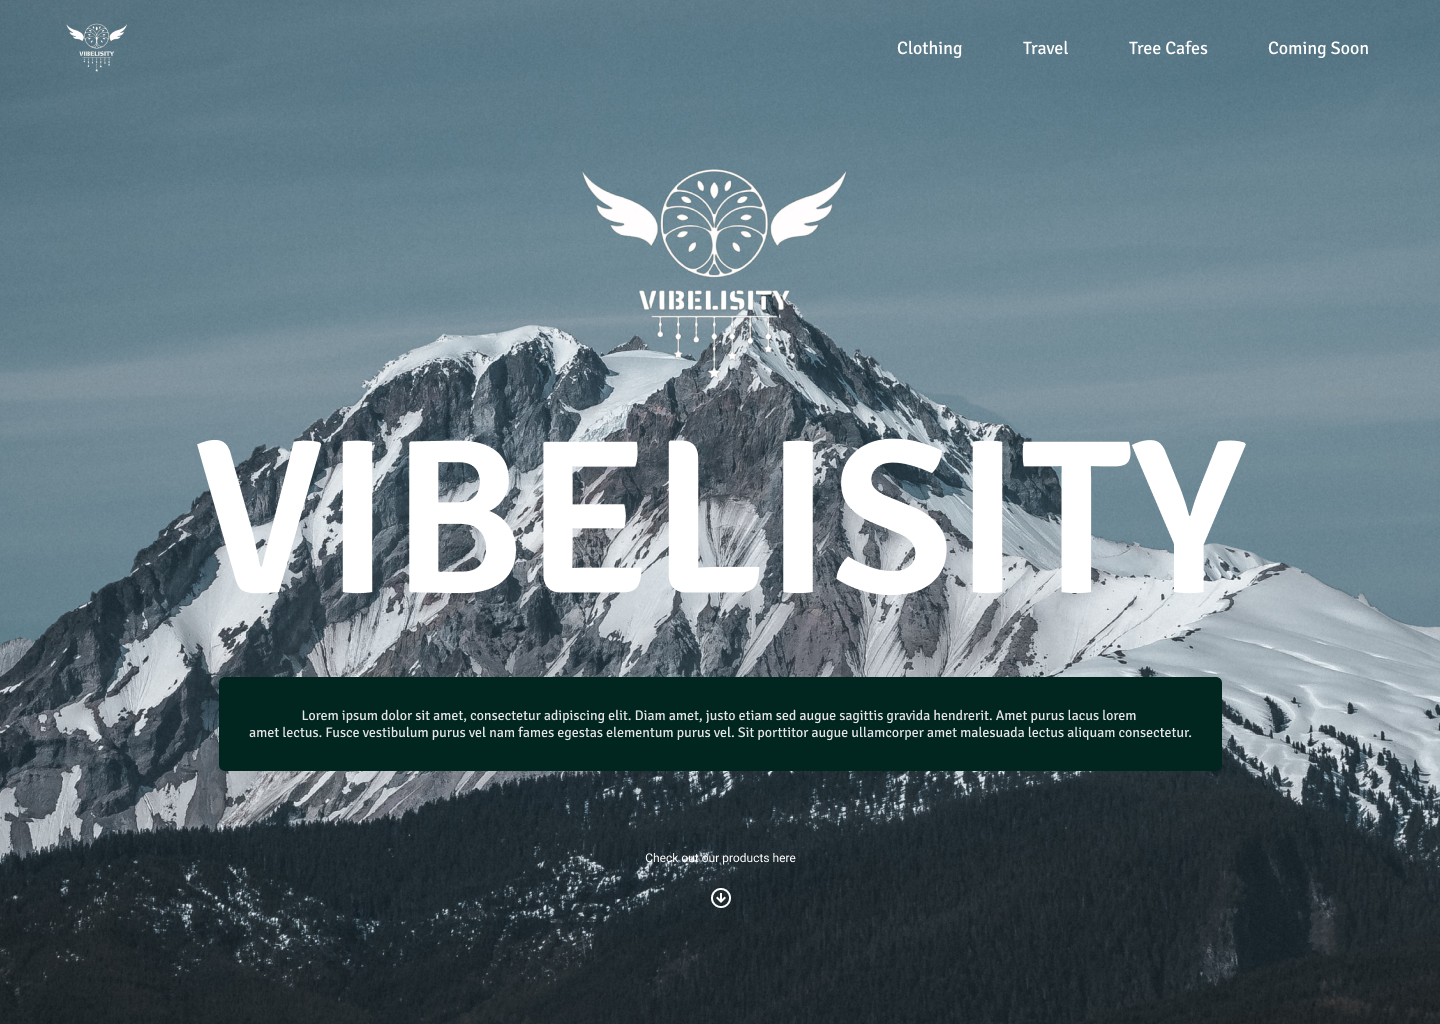 VIBELISITY
Clothing
Travel
Tree Cafes
Coming Soon
VIBELISITY
VIBELISITY
Lorem ipsum dolor sit amet, consectetur adipiscing elit. Diam amet, justo etiam sed augue sagittis gravida hendrerit. Amet purus lacus lorem
amet lectus. Fusce vestibulum purus vel nam fames egestas elementum purus vel. Sit porttitor augue ullamcorper amet malesuada lectus aliquam consectetur.
Check out our products here